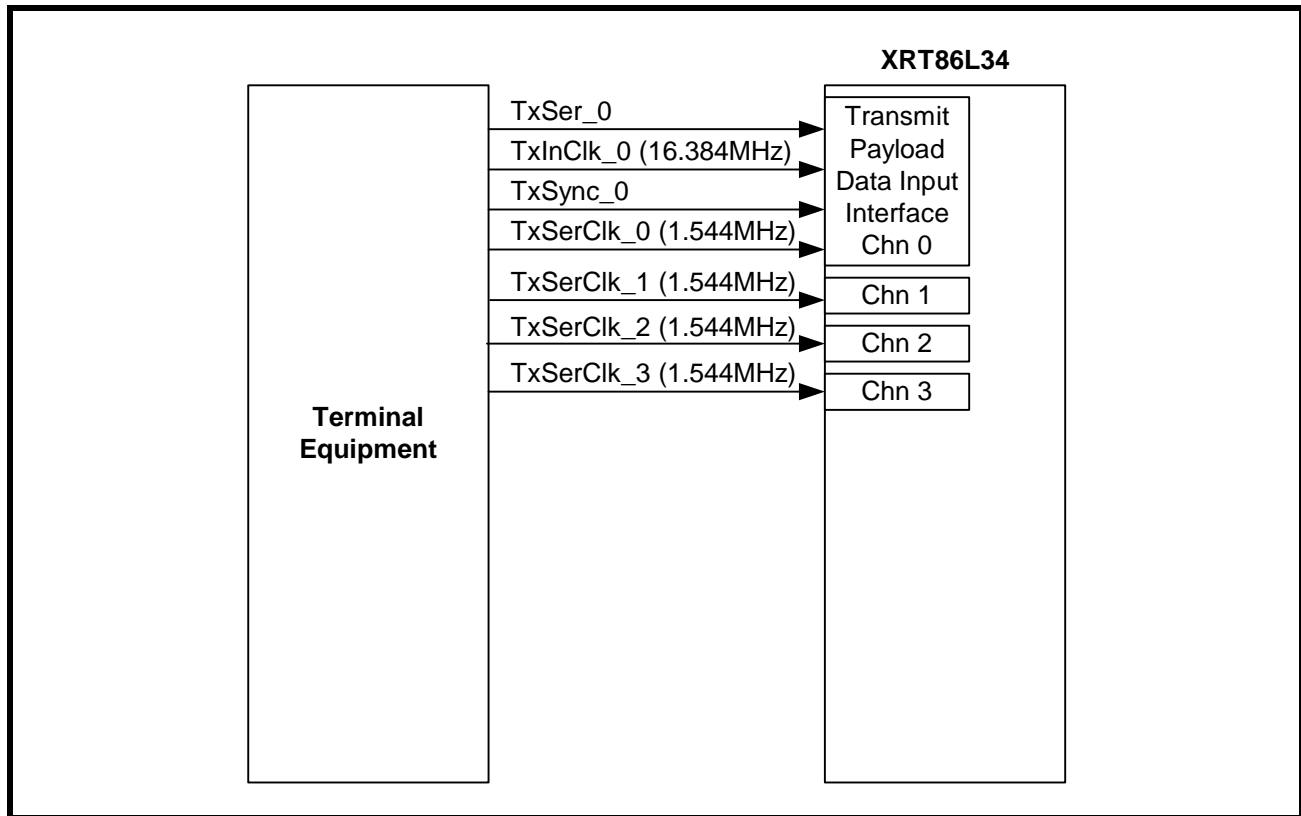 XRT86L34
TxSer_0
TxInClk_0 (16.384MHz)
TxSync_0
TxSerClk_0 (1.544MHz)
TxSerClk_1 (1.544MHz)
TxSerClk_2 (1.544MHz)
TxSerClk_3 (1.544MHz)
Transmit
Payload
Data Input
Interface
Chn 0
Chn 1
Chn 2
Chn 3
Terminal
Equipment